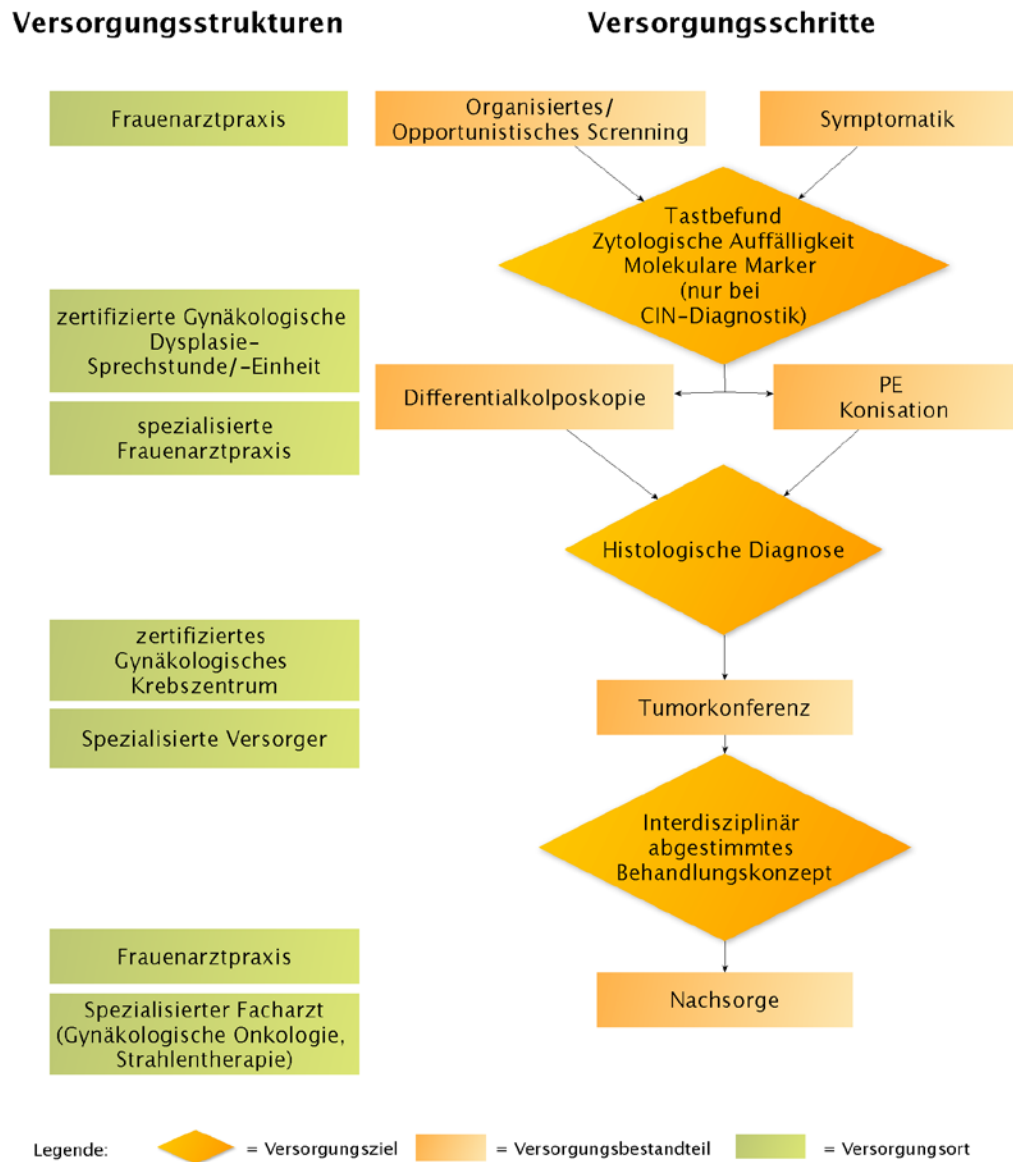 Versorgungsstrukturen
Versorgungsschritte
Frauenarztpraxis
Organisiertes/
Opportunistisches Screnning
Symptomatik
Tastbefund
Zytologische Auffälligkeit
Molekulare Marker
(nur bei
CIN-Diagnostik)
zertifizierte Gynäkologische
Dysplasie-
Sprechstunde/-Einheit
spezialisierte
Frauenarztpraxis
Differentialkolposkopie
PE
Konisation
Histologische Diagnose
zertifiziertes
Gynäkologisches
Krebszentrum
Spezialisierte Versorger
Tumorkonferenz
Interdisziplinär
abgestimmtes
Behandlungskonzept
Frauenarztpraxis
Spezialisierter Facharzt
(Gynäkologische Onkologie,
Strahlentherapie)
Nachsorge
Legende:
= Versorgungsziel
= Versorgungsbestandteil
= Versorgungsort